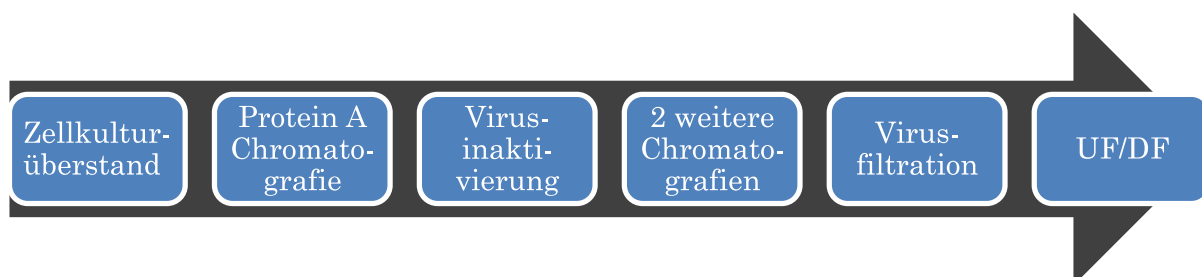 Zellkultur-
überstand
Protein A
Chromato-
grafie
Virus-
inakti-
vierung
2 weitere
Chromato-
grafien
Virus-
filtration
UF/DF